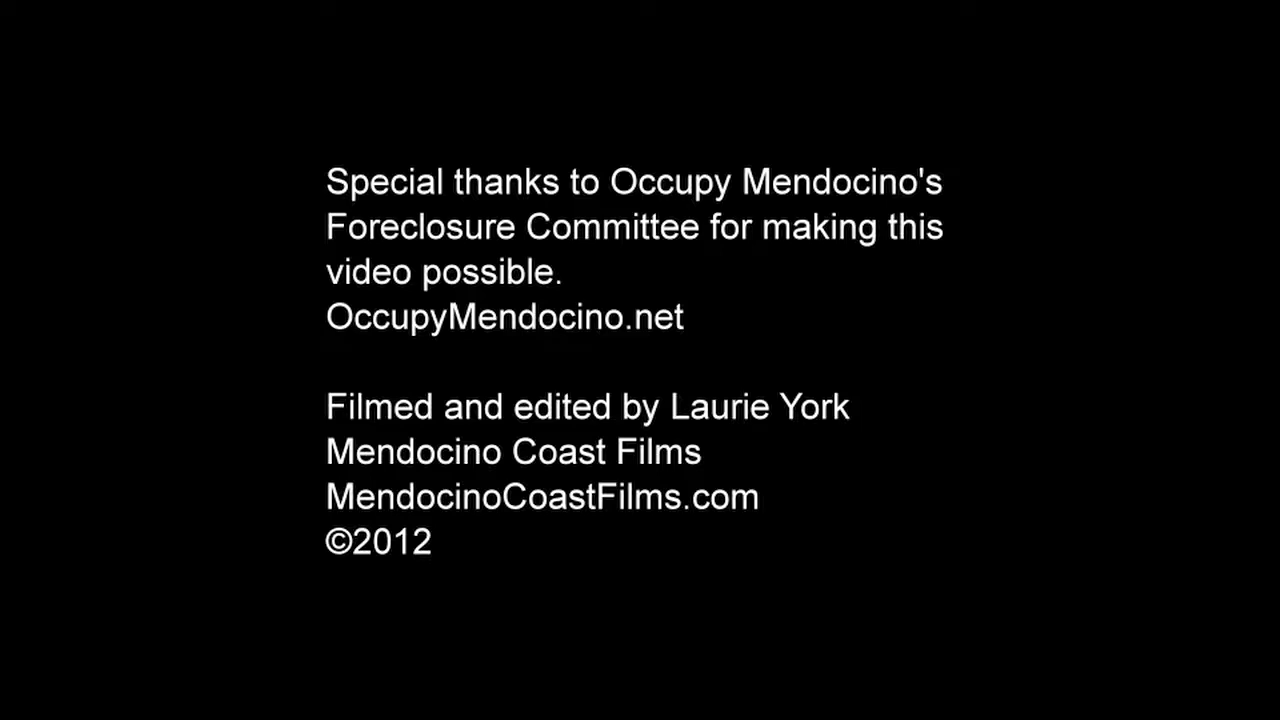 Special thanks to Occupy Mendocino's
Foreclosure Committee for making this
video possible.
OccupyMendocino.net
Filmed and edited by Laurie York
Mendocino Coast Films
MendocinoCoastFilms.com
©2012